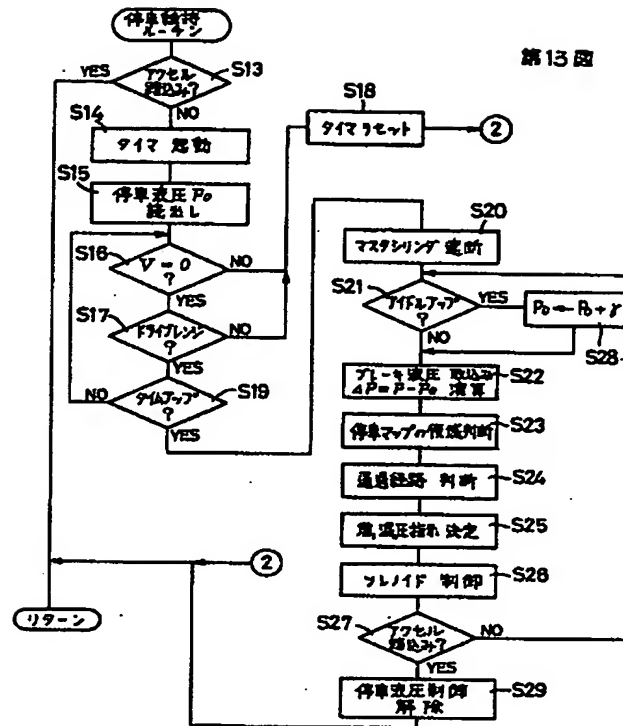 第13図
停車維持
ルーチン
アクセル
踏込み?
S13
YES
NO
S14
タイマ 起動
S15
停車液圧 P₀
読出し
S16
V = 0
?
NO
YES
S17
ドライブレンジ
?
NO
YES
S19
タイムアップ
?
NO
YES
S18
タイマリセット
2
S20
マスタシリンダ 遮断
S21
アイドルアップ
?
YES
NO
P₀ ← P₀ + γ
S28
S22
ブレーキ液圧 取込み
ΔP = P - P₀ 演算
S23
停車マップの領域判断
S24
通過経路 判断
S25
増,減圧指示 決定
S26
ソレノイド 制御
S27
アクセル
踏込み?
NO
YES
S29
停車液圧制御
解除
2
リターン